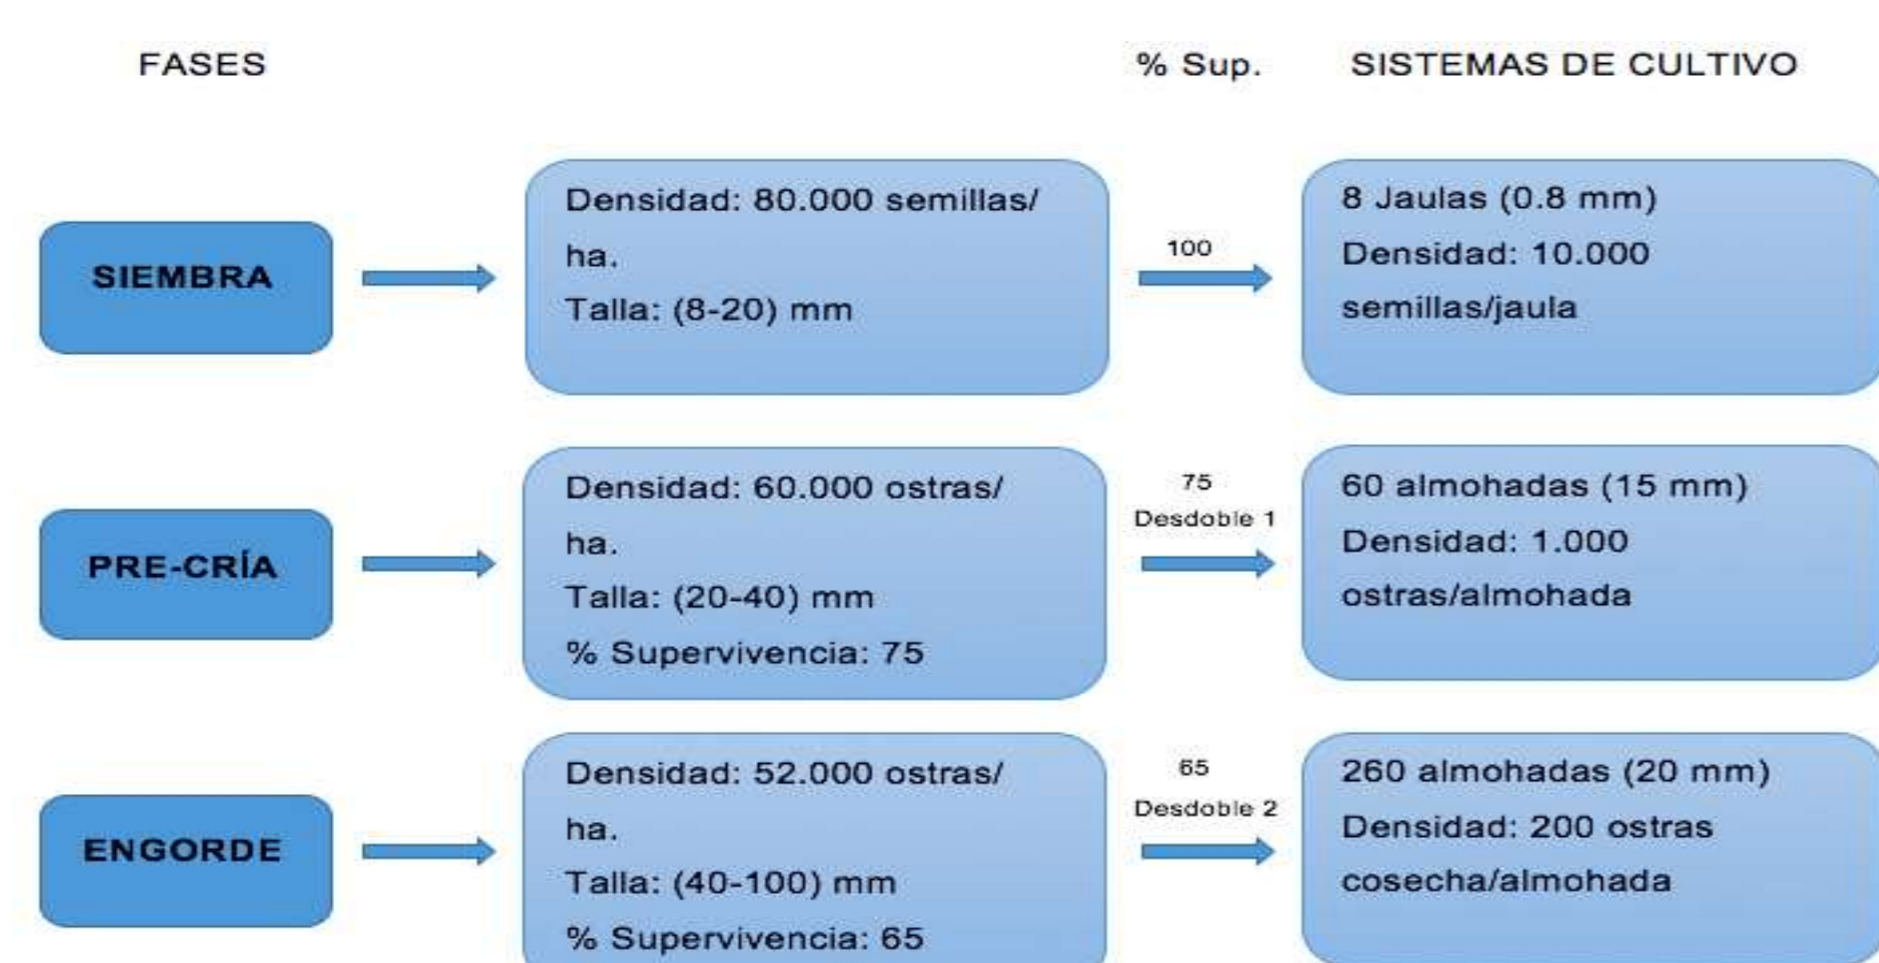 FASES
% Sup.
SISTEMAS DE CULTIVO
SIEMBRA
Densidad: 80.000 semillas/
ha.
Talla: (8-20) mm
100
8 Jaulas (0.8 mm)
Densidad: 10.000
semillas/jaula
PRE-CRÍA
Densidad: 60.000 ostras/
ha.
Talla: (20-40) mm
% Supervivencia: 75
75
Desdoble 1
60 almohadas (15 mm)
Densidad: 1.000
ostras/almohada
ENGORDE
Densidad: 52.000 ostras/
ha.
Talla: (40-100) mm
% Supervivencia: 65
65
Desdoble 2
260 almohadas (20 mm)
Densidad: 200 ostras
cosecha/almohada